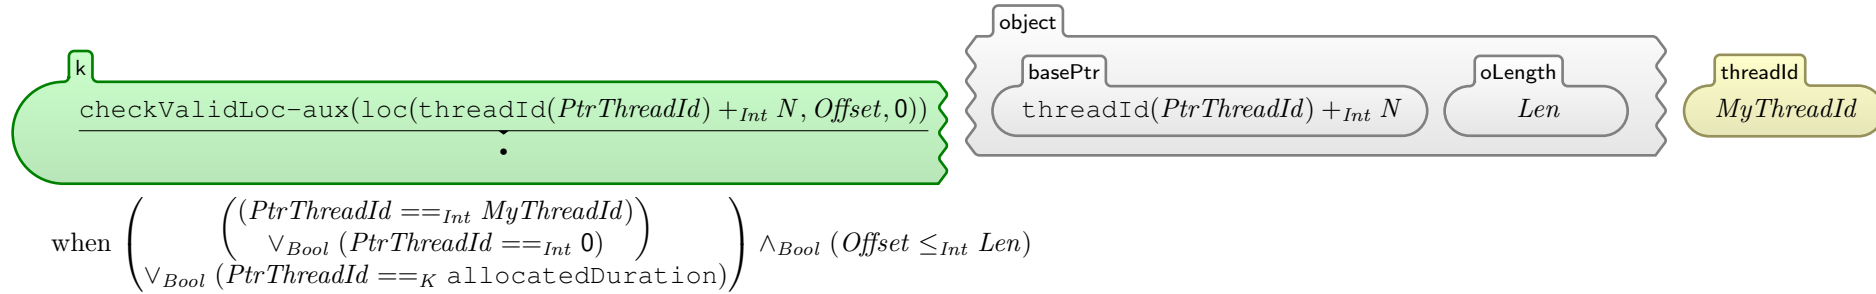 object
k
basePtr
oLength
threadId
checkValidLoc-aux(loc(threadId(PtrThreadId) +Int N, Offset, 0))
threadId(PtrThreadId) +Int N
Len
MyThreadId
•
when (((PtrThreadId ==Int MyThreadId)
∨Bool (PtrThreadId ==Int 0))
∨Bool (PtrThreadId ==K allocatedDuration)) ∧Bool (Offset ≤Int Len)